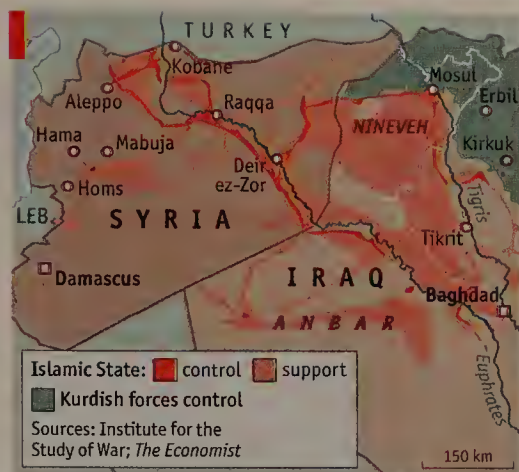 TURKEY
Kobane
Mosul
Aleppo
Raqqa
Erbil
NINEVEH
Hama
Mabuja
Kirkuk
Deir
ez-Zor
Homs
LEB.
SYRIA
Tigris
Tikrit
Damascus
IRAQ
Baghdad
ANBAR
Euphrates
Islamic State: control support
Kurdish forces control
Sources: Institute for the
Study of War; The Economist
150 km